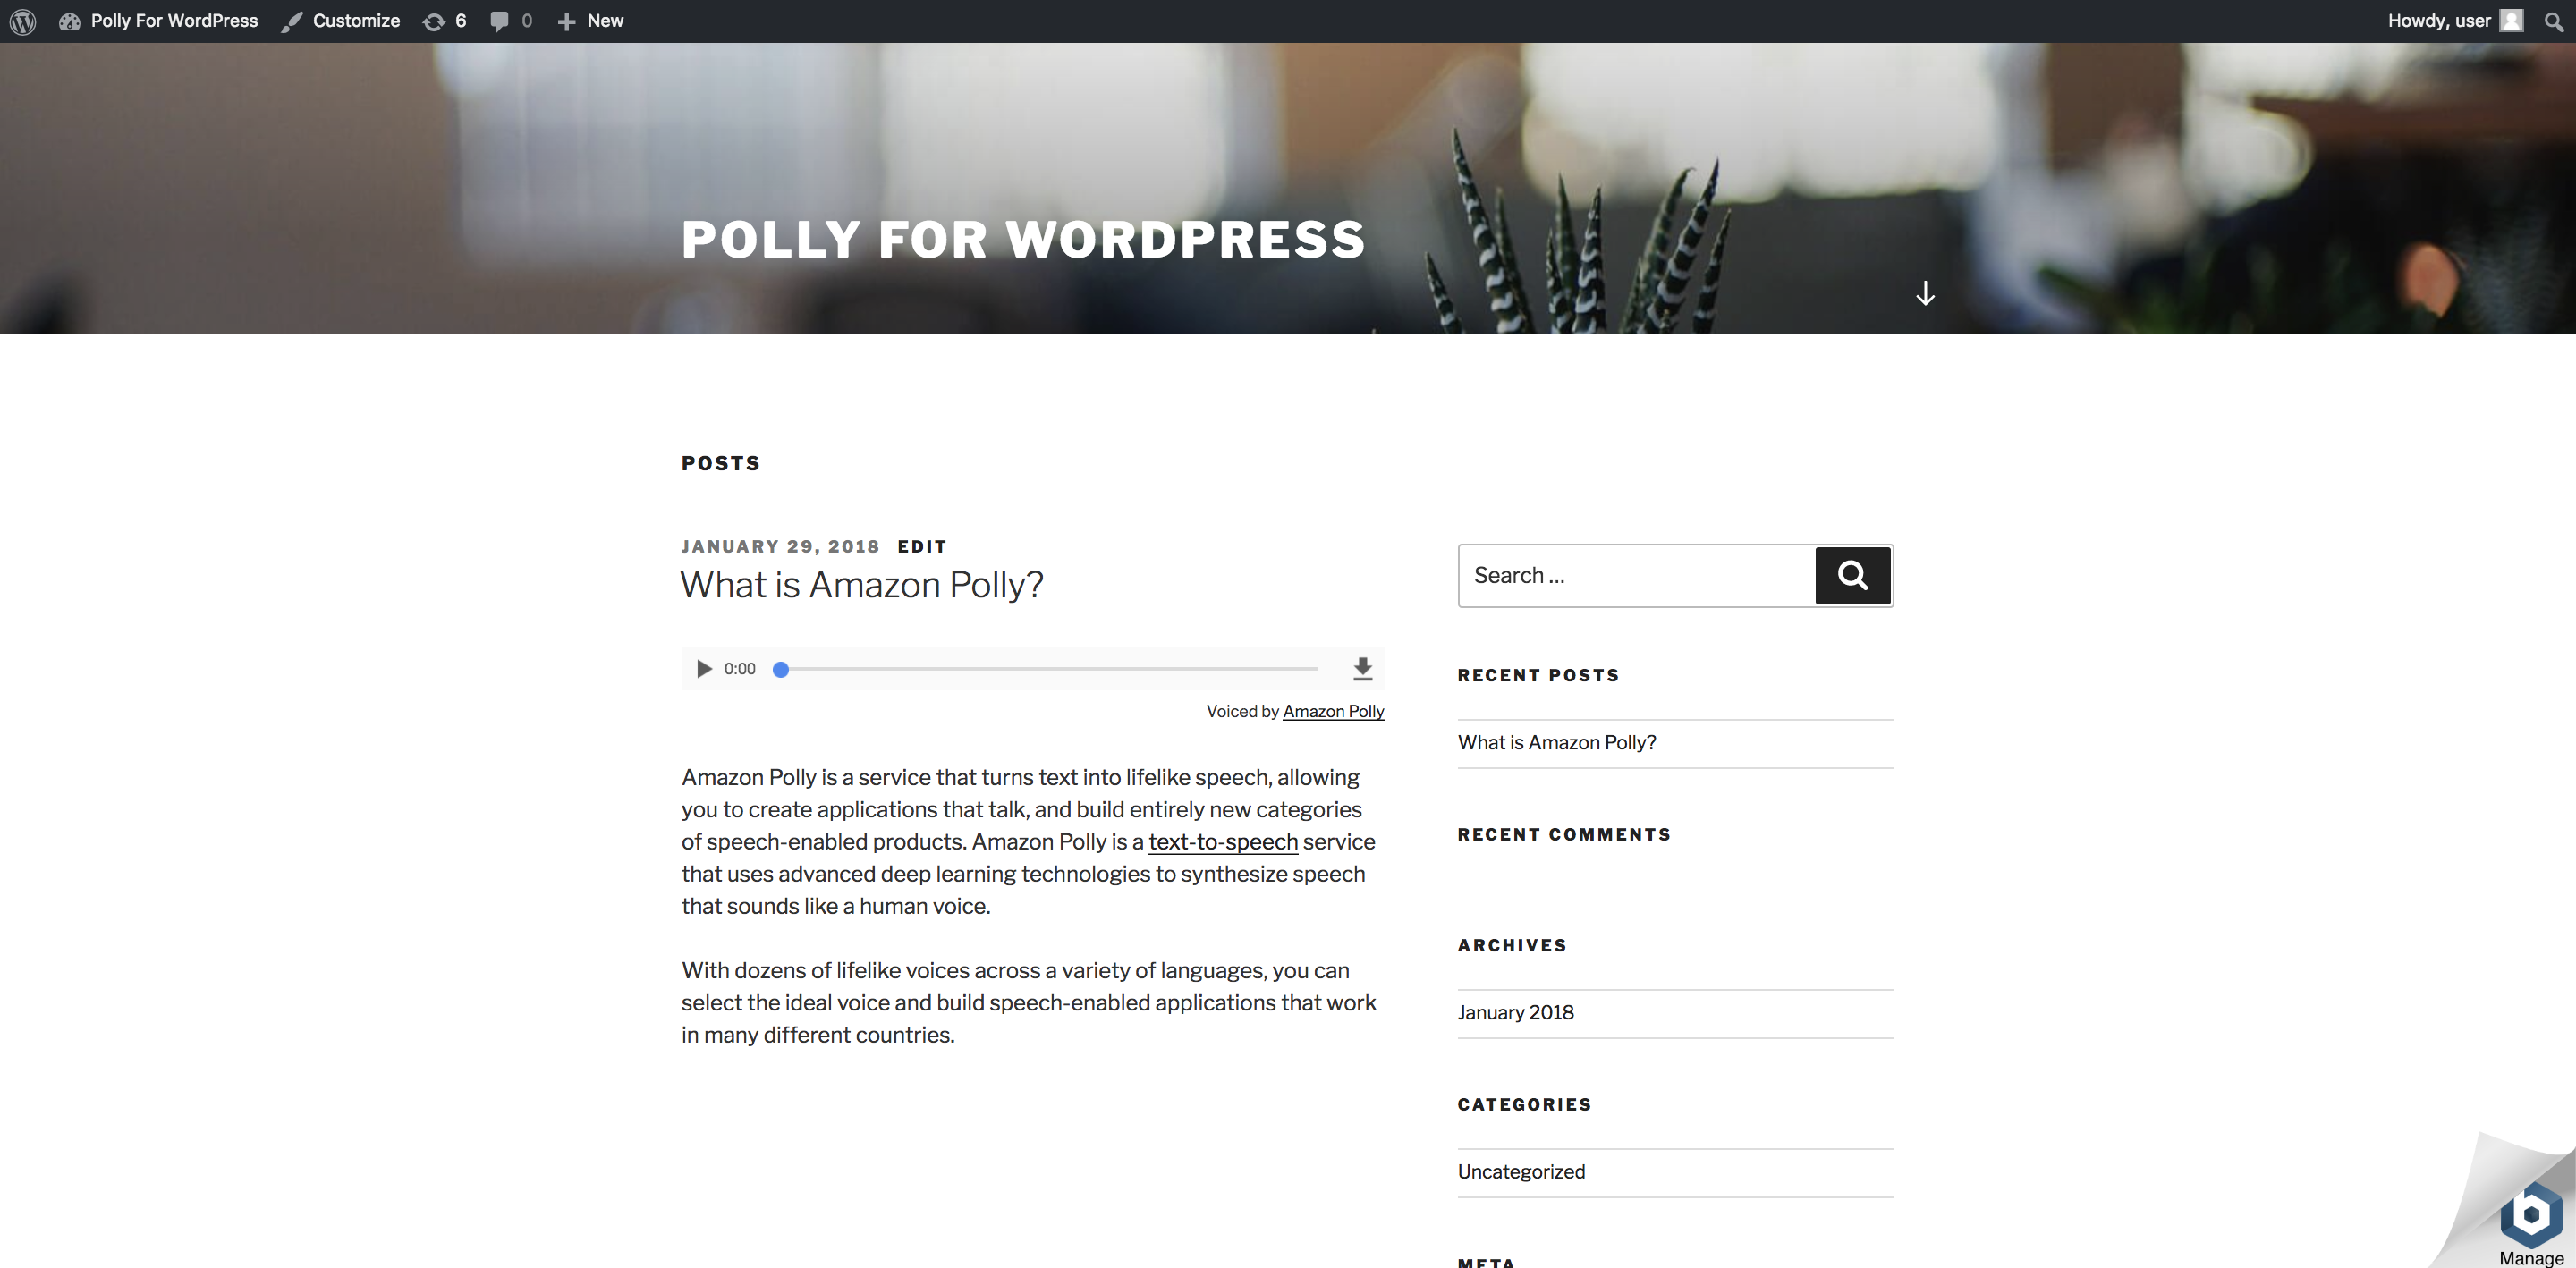 Polly For WordPress Customize 6 0 New Howdy, user
POLLY FOR WORDPRESS
POSTS
JANUARY 29, 2018 EDIT
What is Amazon Polly?
0:00
Voiced by Amazon Polly
Amazon Polly is a service that turns text into lifelike speech, allowing
you to create applications that talk, and build entirely new categories
of speech-enabled products. Amazon Polly is a text-to-speech service
that uses advanced deep learning technologies to synthesize speech
that sounds like a human voice.
With dozens of lifelike voices across a variety of languages, you can
select the ideal voice and build speech-enabled applications that work
in many different countries.
Search ...
RECENT POSTS
What is Amazon Polly?
RECENT COMMENTS
ARCHIVES
January 2018
CATEGORIES
Uncategorized
META
Manage